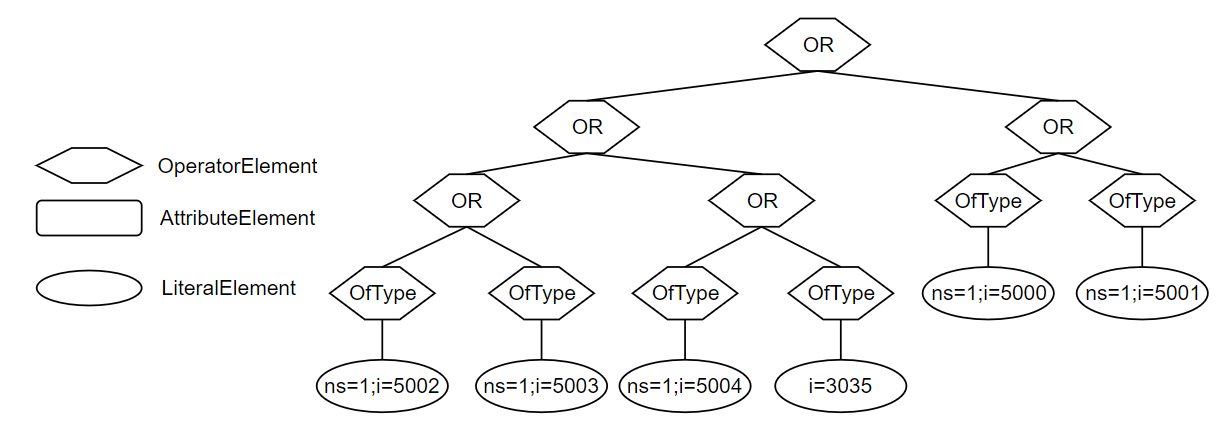 OR
OR
OR
OperatorElement
OR
OR
OfType
OfType
AttributeElement
LiteralElement
OfType
OfType
OfType
OfType
ns=1;i=5000
ns=1;i=5001
ns=1;i=5002
ns=1;i=5003
ns=1;i=5004
i=3035